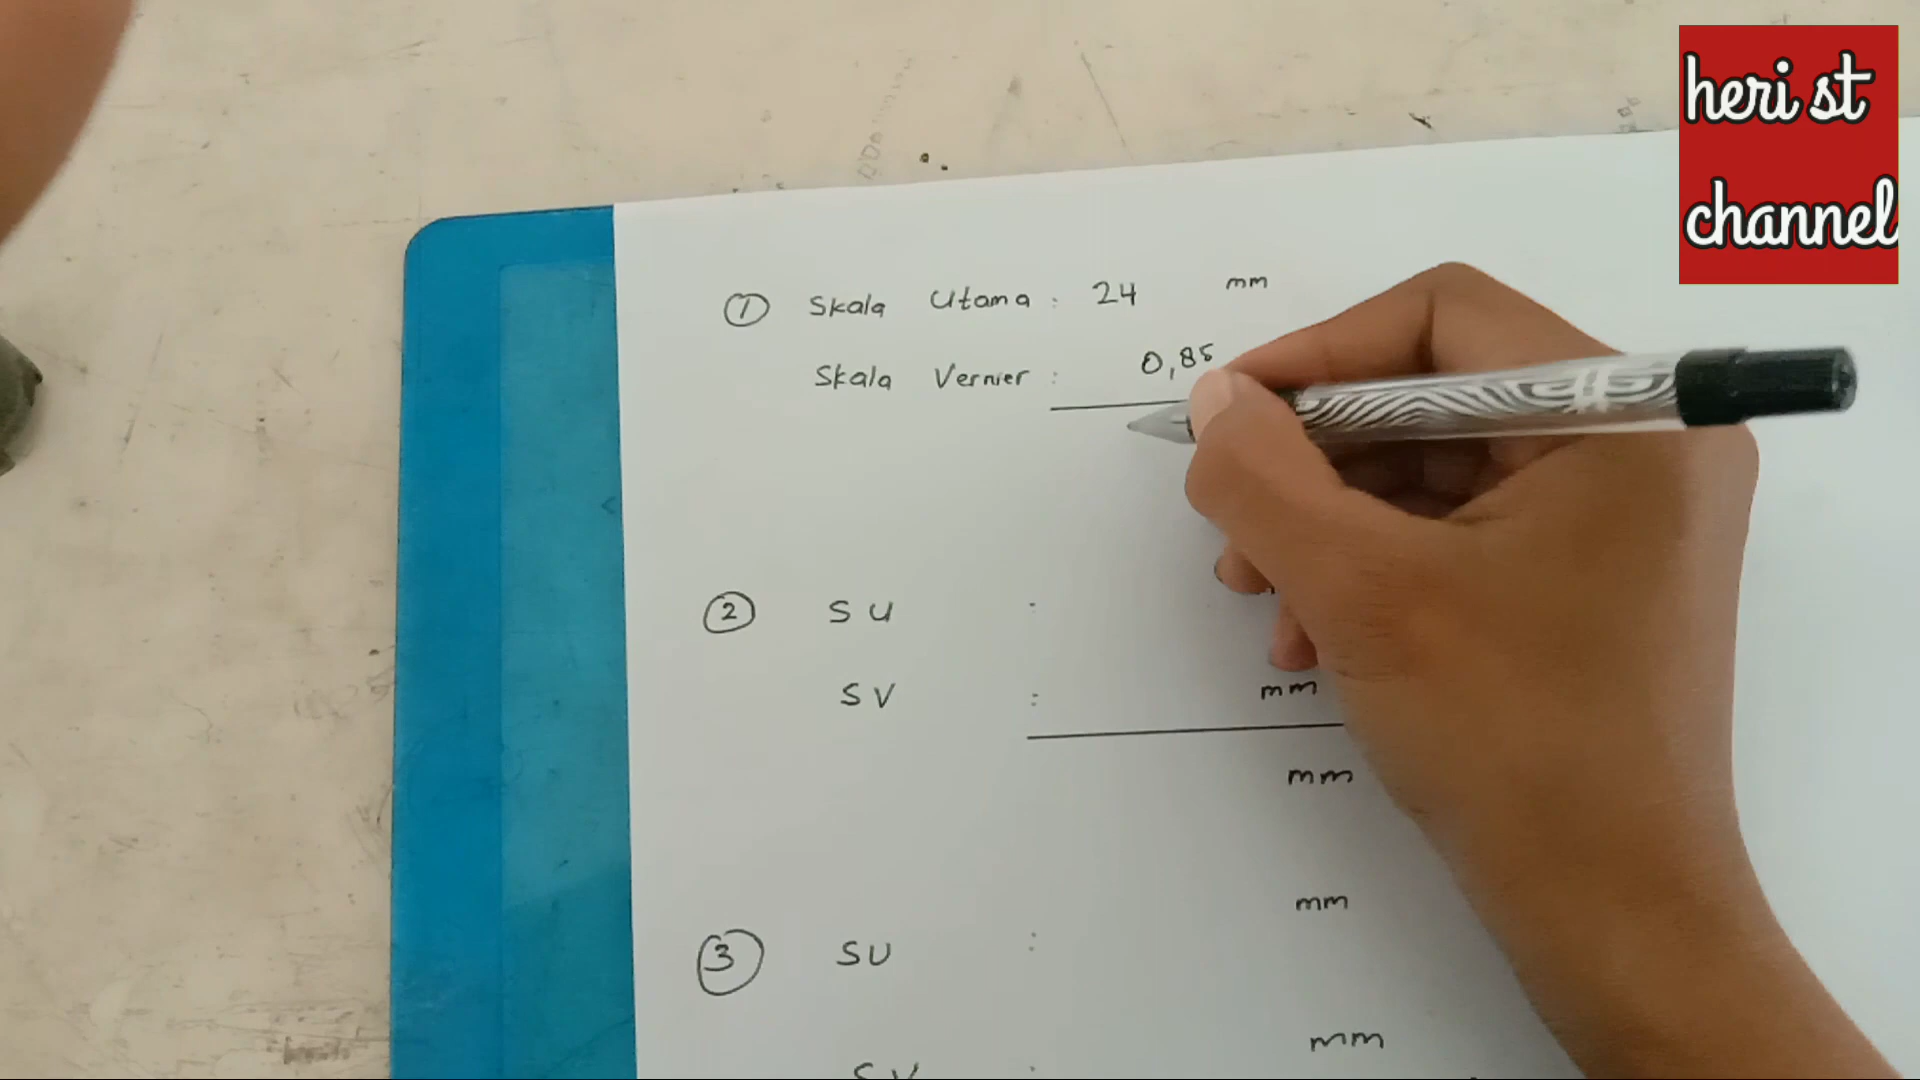 heri st
channel
① Skala Utama : 24 mm
Skala Vernier : 0,85
② SU :
SV : mm
mm
mm
③ SU :
mm
SV :